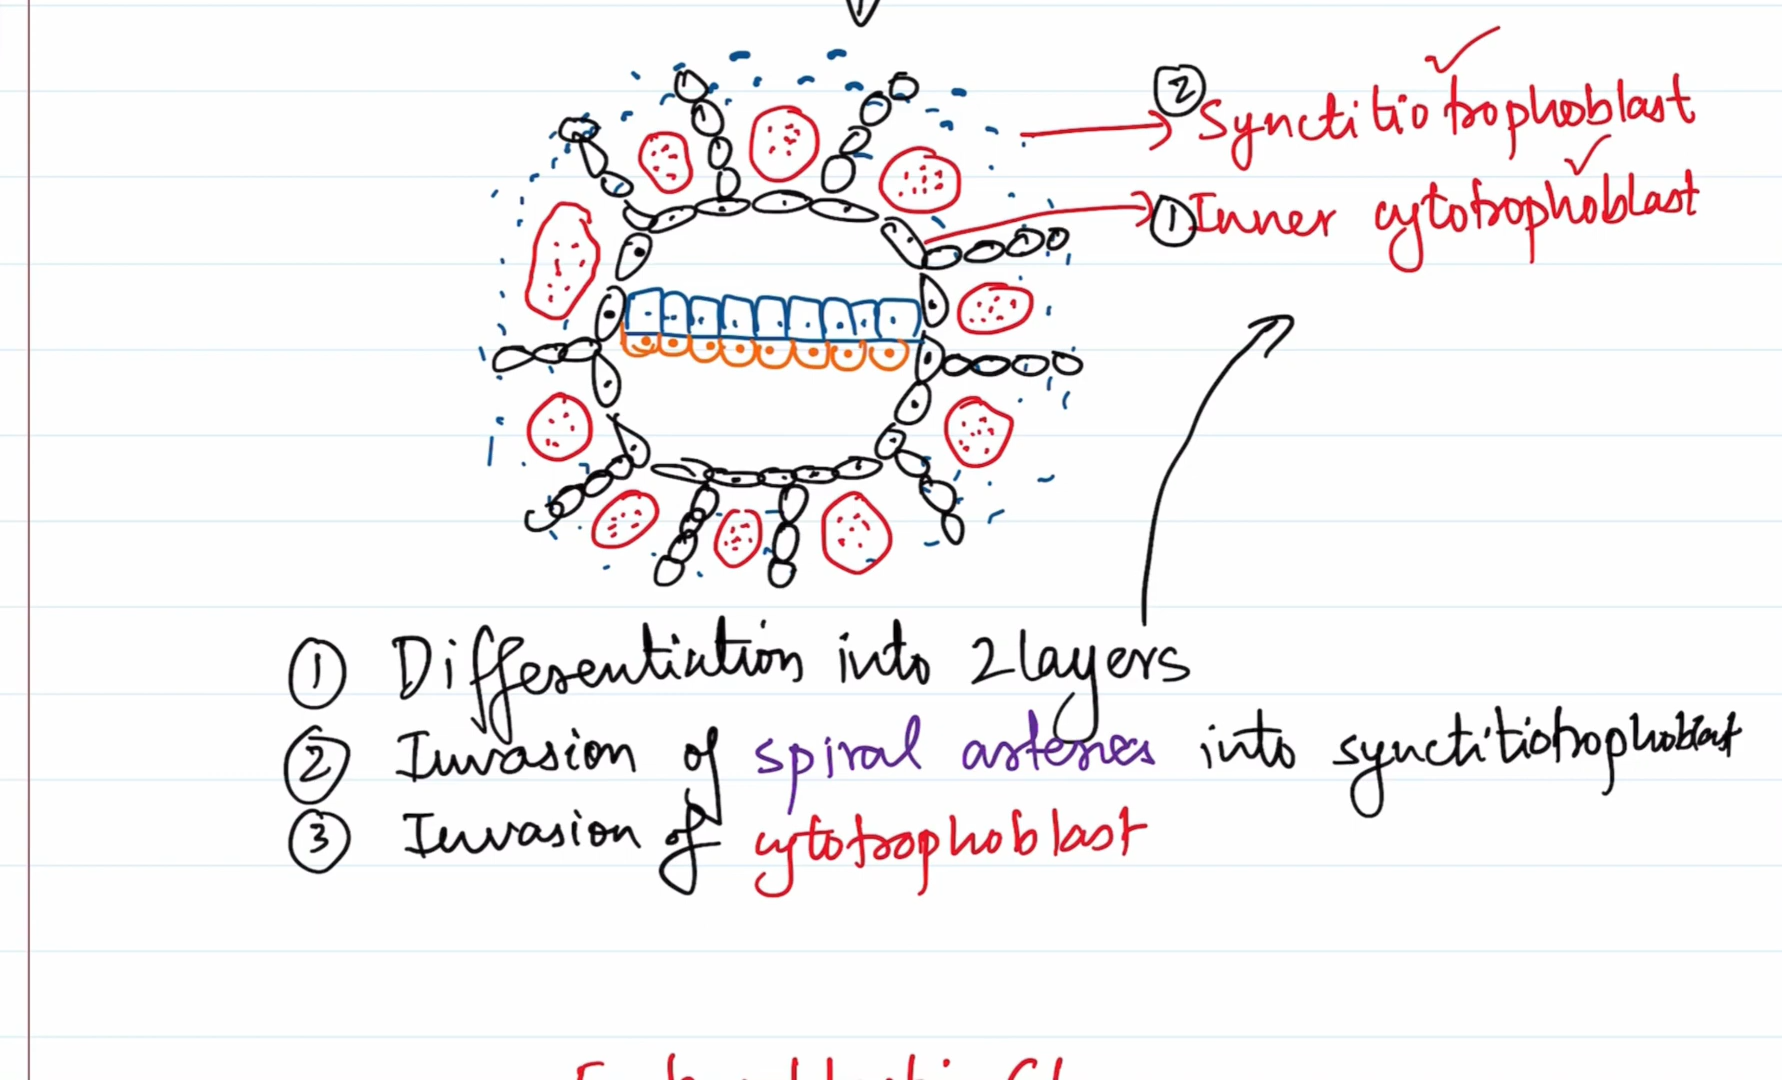 ② Synctitiotrophoblast
① Inner cytotrophoblast
① Differentiation into 2 layers
② Invasion of spiral arteries into synctitiotrophoblast
③ Invasion of cytotrophoblast